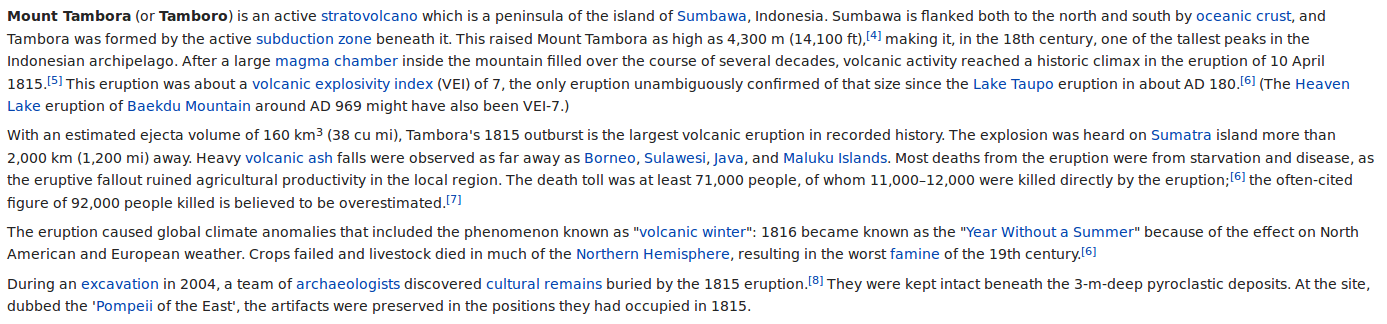 Mount Tambora (or Tamboro) is an active stratovolcano which is a peninsula of the island of Sumbawa, Indonesia. Sumbawa is flanked both to the north and south by oceanic crust, and
Tambora was formed by the active subduction zone beneath it. This raised Mount Tambora as high as 4,300 m (14,100 ft),[4] making it, in the 18th century, one of the tallest peaks in the
Indonesian archipelago. After a large magma chamber inside the mountain filled over the course of several decades, volcanic activity reached a historic climax in the eruption of 10 April
1815.[5] This eruption was about a volcanic explosivity index (VEI) of 7, the only eruption unambiguously confirmed of that size since the Lake Taupo eruption in about AD 180.[6] (The Heaven
Lake eruption of Baekdu Mountain around AD 969 might have also been VEI-7.)
With an estimated ejecta volume of 160 km³ (38 cu mi), Tambora's 1815 outburst is the largest volcanic eruption in recorded history. The explosion was heard on Sumatra island more than
2,000 km (1,200 mi) away. Heavy volcanic ash falls were observed as far away as Borneo, Sulawesi, Java, and Maluku Islands. Most deaths from the eruption were from starvation and disease, as
the eruptive fallout ruined agricultural productivity in the local region. The death toll was at least 71,000 people, of whom 11,000–12,000 were killed directly by the eruption;[6] the often-cited
figure of 92,000 people killed is believed to be overestimated.[7]
The eruption caused global climate anomalies that included the phenomenon known as "volcanic winter": 1816 became known as the "Year Without a Summer" because of the effect on North
American and European weather. Crops failed and livestock died in much of the Northern Hemisphere, resulting in the worst famine of the 19th century.[6]
During an excavation in 2004, a team of archaeologists discovered cultural remains buried by the 1815 eruption.[8] They were kept intact beneath the 3-m-deep pyroclastic deposits. At the site,
dubbed the 'Pompeii of the East', the artifacts were preserved in the positions they had occupied in 1815.